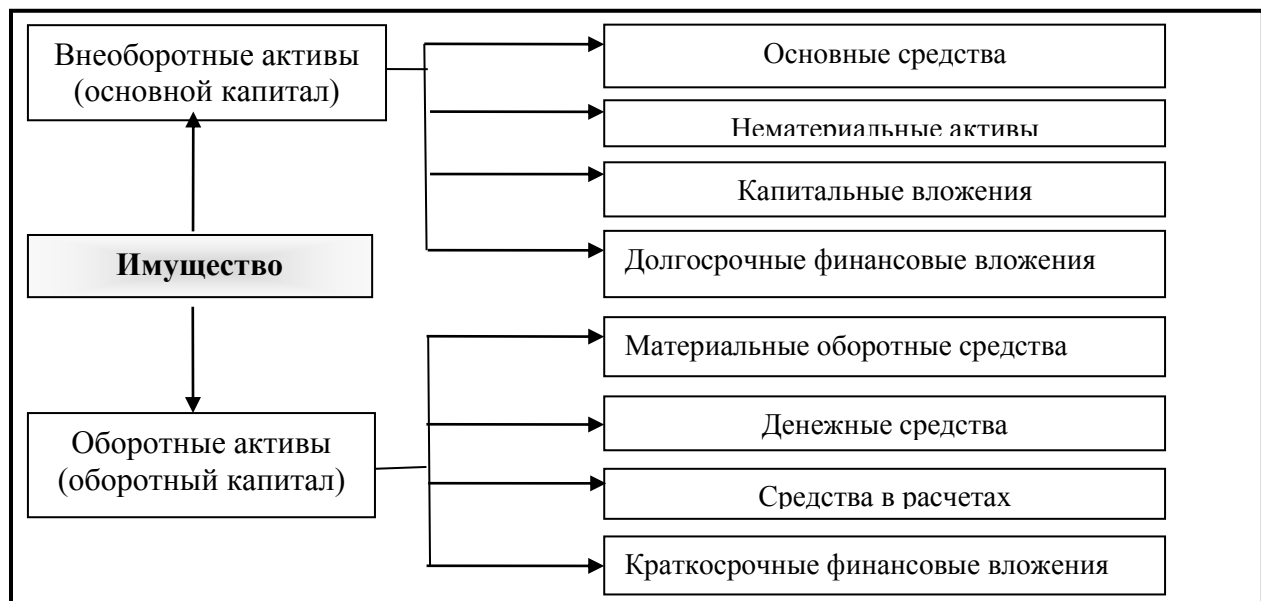 Внеоборотные активы
(основной капитал)
Основные средства
Нематериальные активы
Капитальные вложения
Долгосрочные финансовые вложения
Имущество
Материальные оборотные средства
Оборотные активы
(оборотный капитал)
Денежные средства
Средства в расчетах
Краткосрочные финансовые вложения